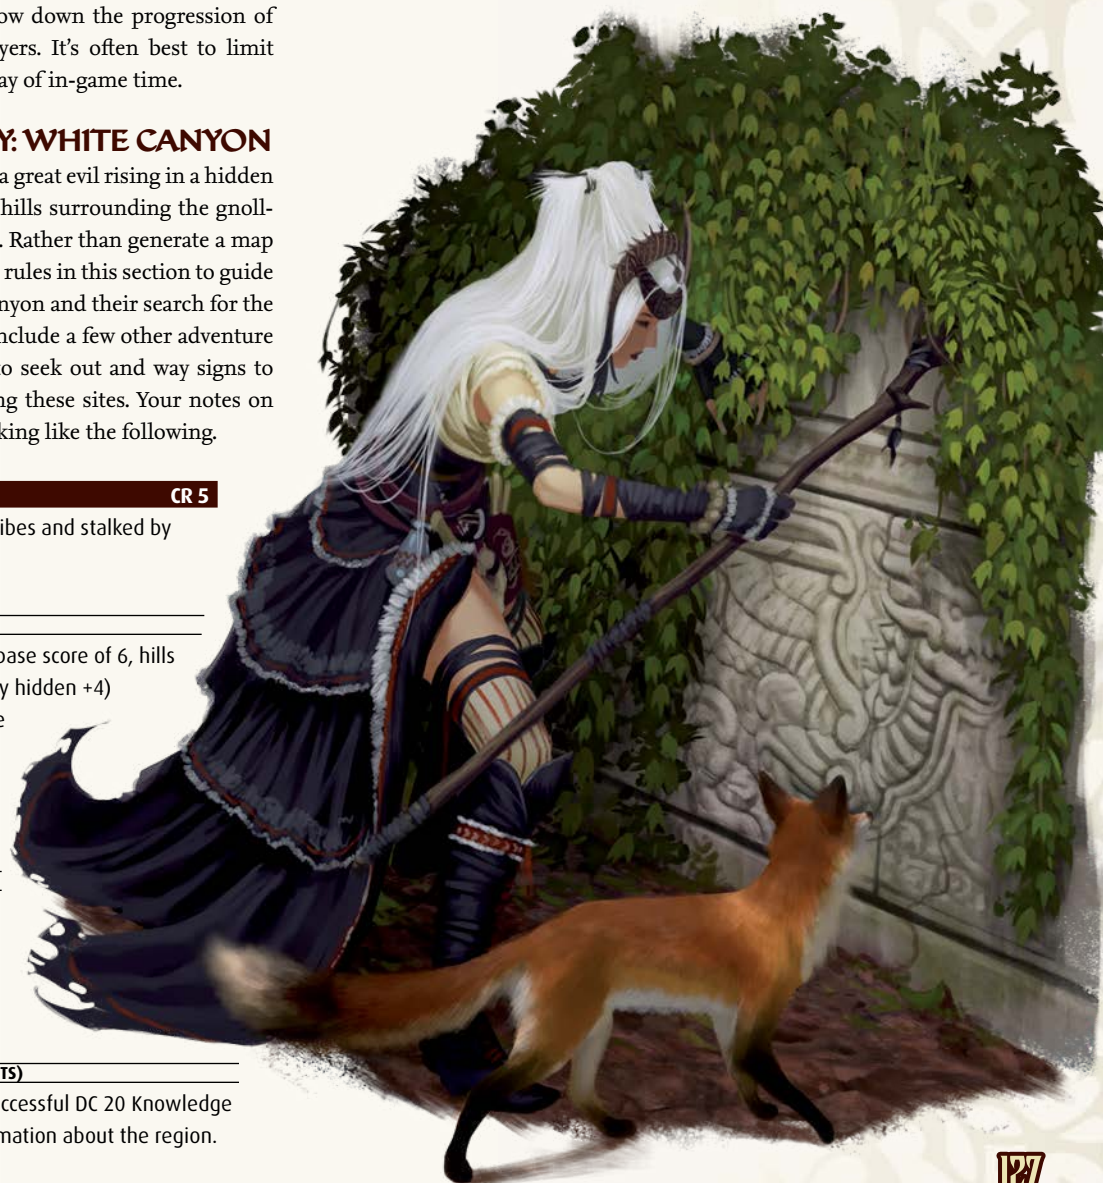 ow down the progression of
yers. It's often best to limit
ay of in-game time.
Y: WHITE CANYON
a great evil rising in a hidden
hills surrounding the gnoll-
. Rather than generate a map
rules in this section to guide
nyon and their search for the
nclude a few other adventure
to seek out and way signs to
ng these sites. Your notes on
king like the following.
CR 5
ibes and stalked by
base score of 6, hills
y hidden +4)
e
TS)
ccessful DC 20 Knowledge
mation about the region.
127